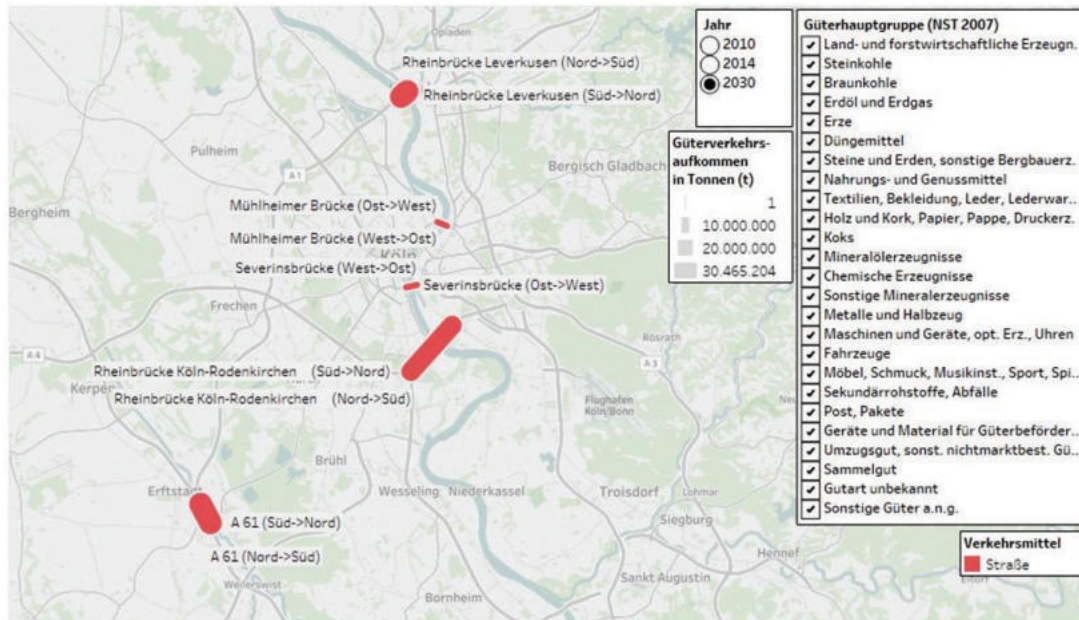 Opladen
Rheinbrücke Leverkusen (Nord->Süd)
Rheinbrücke Leverkusen (Süd->Nord)
Pulheim
A 1
Bergisch Gladbach
Bergheim
Mühlheimer Brücke (Ost->West)
Mühlheimer Brücke (West->Ost)
Köln
Severinsbrücke (West->Ost)
Severinsbrücke (Ost->West)
Frechen
Rösrath
A 4
A 3
Rheinbrücke Köln-Rodenkirchen (Süd->Nord)
Kerpen
Rheinbrücke Köln-Rodenkirchen (Nord->Süd)
Flughafen
Köln/Bonn
Brühl
Erftstadt
Wesseling
Niederkassel
Troisdorf
Lohmar
A 61 (Süd->Nord)
Siegburg
A 61 (Nord->Süd)
Hennef
Weilerswist
Bornheim
Sankt Augustin
Eitorf
Jahr
2010
2014
2030
Güterverkehrs-
aufkommen
in Tonnen (t)
1
10.000.000
20.000.000
30.465.204
Güterhauptgruppe (NST 2007)
Land- und forstwirtschaftliche Erzeugn.
Steinkohle
Braunkohle
Erdöl und Erdgas
Erze
Düngemittel
Steine und Erden, sonstige Bergbauerz.
Nahrungs- und Genussmittel
Textilien, Bekleidung, Leder, Lederwar..
Holz und Kork, Papier, Pappe, Druckerz.
Koks
Mineralölerzeugnisse
Chemische Erzeugnisse
Sonstige Mineralerzeugnisse
Metalle und Halbzeug
Maschinen und Geräte, opt. Erz., Uhren
Fahrzeuge
Möbel, Schmuck, Musikinst., Sport, Spi...
Sekundärrohstoffe, Abfälle
Post, Pakete
Geräte und Material für Güterbeförder..
Umzugsgut, sonst. nichtmarktbest. Gü...
Sammelgut
Gutart unbekannt
Sonstige Güter a.n.g.
Verkehrsmittel
Straße